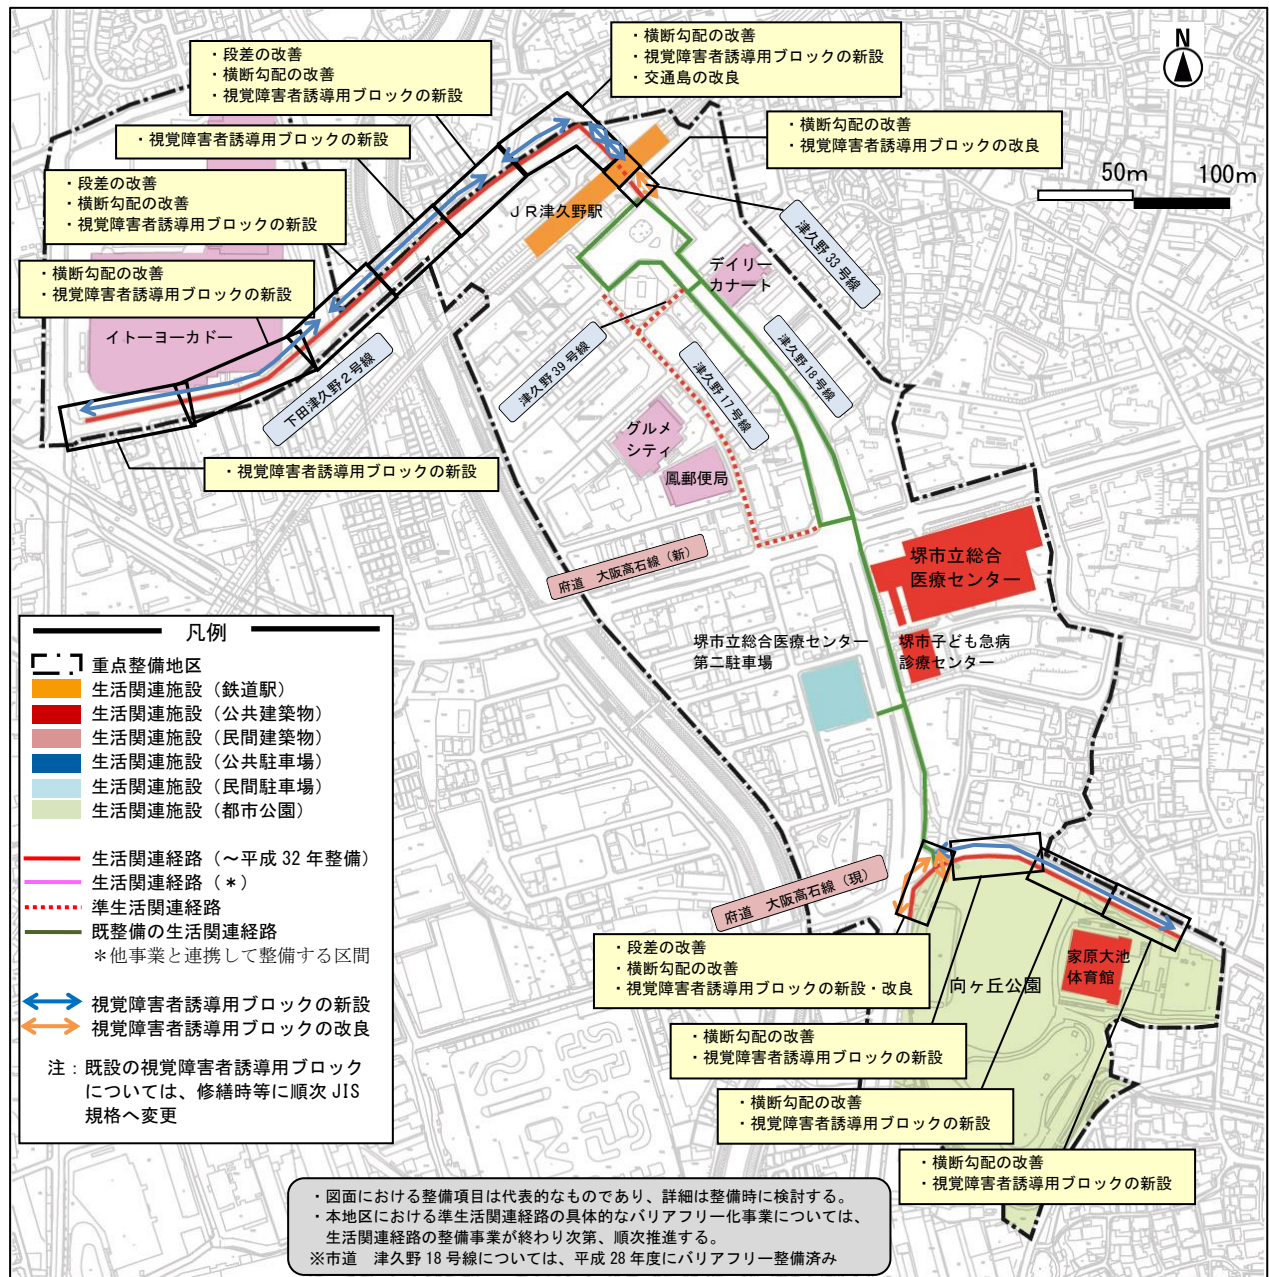 ・段差の改善
・横断勾配の改善
・視覚障害者誘導用ブロックの新設
・横断勾配の改善
・視覚障害者誘導用ブロックの新設
・交通島の改良
N
・視覚障害者誘導用ブロックの新設
・横断勾配の改善
・視覚障害者誘導用ブロックの改良
50m 100m
・段差の改善
・横断勾配の改善
・視覚障害者誘導用ブロックの新設
JR津久野駅
津久野33号線
・横断勾配の改善
・視覚障害者誘導用ブロックの新設
デイリー
カナート
イトーヨーカドー
下田津久野2号線
津久野39号線
津久野17号線
津久野18号線
グルメ
シティ
鳳郵便局
・視覚障害者誘導用ブロックの新設
府道 大阪高石線(新)
堺市立総合
医療センター
堺市立総合医療センター
第二駐車場
堺市子ども急病
診療センター
凡例
重点整備地区
生活関連施設(鉄道駅)
生活関連施設(公共建築物)
生活関連施設(民間建築物)
生活関連施設(公共駐車場)
生活関連施設(民間駐車場)
生活関連施設(都市公園)
生活関連経路(~平成32年整備)
生活関連経路(*)
準生活関連経路
既整備の生活関連経路
*他事業と連携して整備する区間
視覚障害者誘導用ブロックの新設
視覚障害者誘導用ブロックの改良
注:既設の視覚障害者誘導用ブロック
については、修繕時等に順次JIS
規格へ変更
府道 大阪高石線(現)
・段差の改善
・横断勾配の改善
・視覚障害者誘導用ブロックの新設・改良
向ヶ丘公園
家原大池
体育館
・横断勾配の改善
・視覚障害者誘導用ブロックの新設
・横断勾配の改善
・視覚障害者誘導用ブロックの新設
・横断勾配の改善
・視覚障害者誘導用ブロックの新設
・図面における整備項目は代表的なものであり、詳細は整備時に検討する。
・本地区における準生活関連経路の具体的なバリアフリー化事業については、
生活関連経路の整備事業が終わり次第、順次推進する。
※市道 津久野18号線については、平成28年度にバリアフリー整備済み